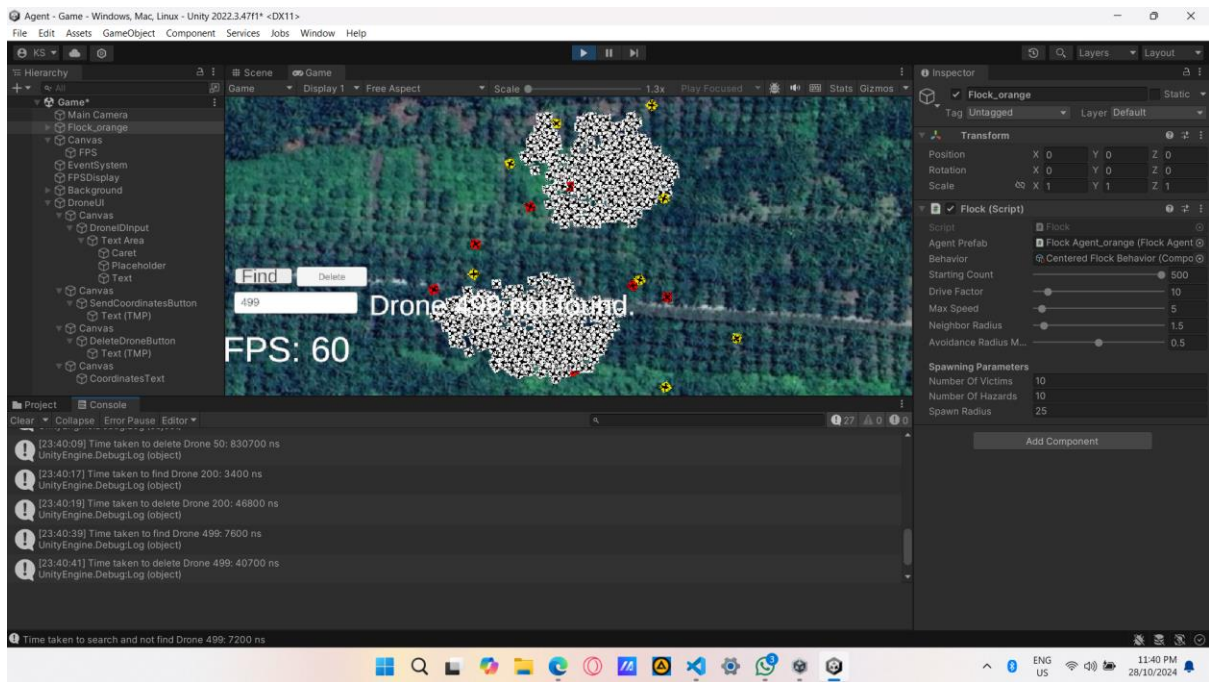 Agent - Game - Windows, Mac, Linux - Unity 2022.3.47f1* <DX11>
File Edit Assets GameObject Component Services Jobs Window Help
KS Layers Layout
Hierarchy
All
Game*
Main Camera
Flock_orange
Canvas
FPS
EventSystem
FPSDisplay
Background
DroneUI
Canvas
DroneIDInput
Text Area
Caret
Placeholder
Text
Canvas
SendCoordinatesButton
Text (TMP)
Canvas
DeleteDroneButton
Text (TMP)
Canvas
CoordinatesText
Scene Game
Game Display 1 Free Aspect Scale 1.3x Play Focused Stats Gizmos
Find Delete
499 Drone 499 not found.
FPS: 60
Inspector
Flock_orange Static
Tag Untagged Layer Default
Transform
Position X 0 Y 0 Z 0
Rotation X 0 Y 0 Z 0
Scale X 1 Y 1 Z 1
Flock (Script)
Script Flock
Agent Prefab Flock Agent_orange (Flock Agent
Behavior Centered Flock Behavior (Compo
Starting Count 500
Drive Factor 10
Max Speed 5
Neighbor Radius 1.5
Avoidance Radius M... 0.5
Spawning Parameters
Number Of Victims 10
Number Of Hazards 10
Spawn Radius 25
Add Component
Project Console
Clear Collapse Error Pause Editor 27 0 0
[23:40:09] Time taken to delete Drone 50: 830700 ns
UnityEngine.Debug:Log (object)
[23:40:17] Time taken to find Drone 200: 3400 ns
UnityEngine.Debug:Log (object)
[23:40:19] Time taken to delete Drone 200: 46800 ns
UnityEngine.Debug:Log (object)
[23:40:39] Time taken to find Drone 499: 7600 ns
UnityEngine.Debug:Log (object)
[23:40:41] Time taken to delete Drone 499: 40700 ns
UnityEngine.Debug:Log (object)
Time taken to search and not find Drone 499: 7200 ns
ENG
US
11:40 PM
28/10/2024